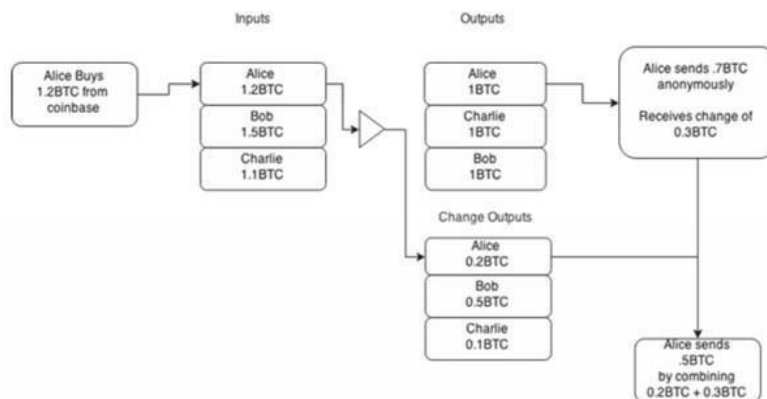 Inputs
Outputs
Alice Buys
1.2BTC from
coinbase
Alice
1.2BTC
Bob
1.5BTC
Charlie
1.1BTC
Alice
1BTC
Charlie
1BTC
Bob
1BTC
Alice sends .7BTC
anonymously
Receives change of
0.3BTC
Change Outputs
Alice
0.2BTC
Bob
0.5BTC
Charlie
0.1BTC
Alice sends
.5BTC
by combining
0.2BTC + 0.3BTC